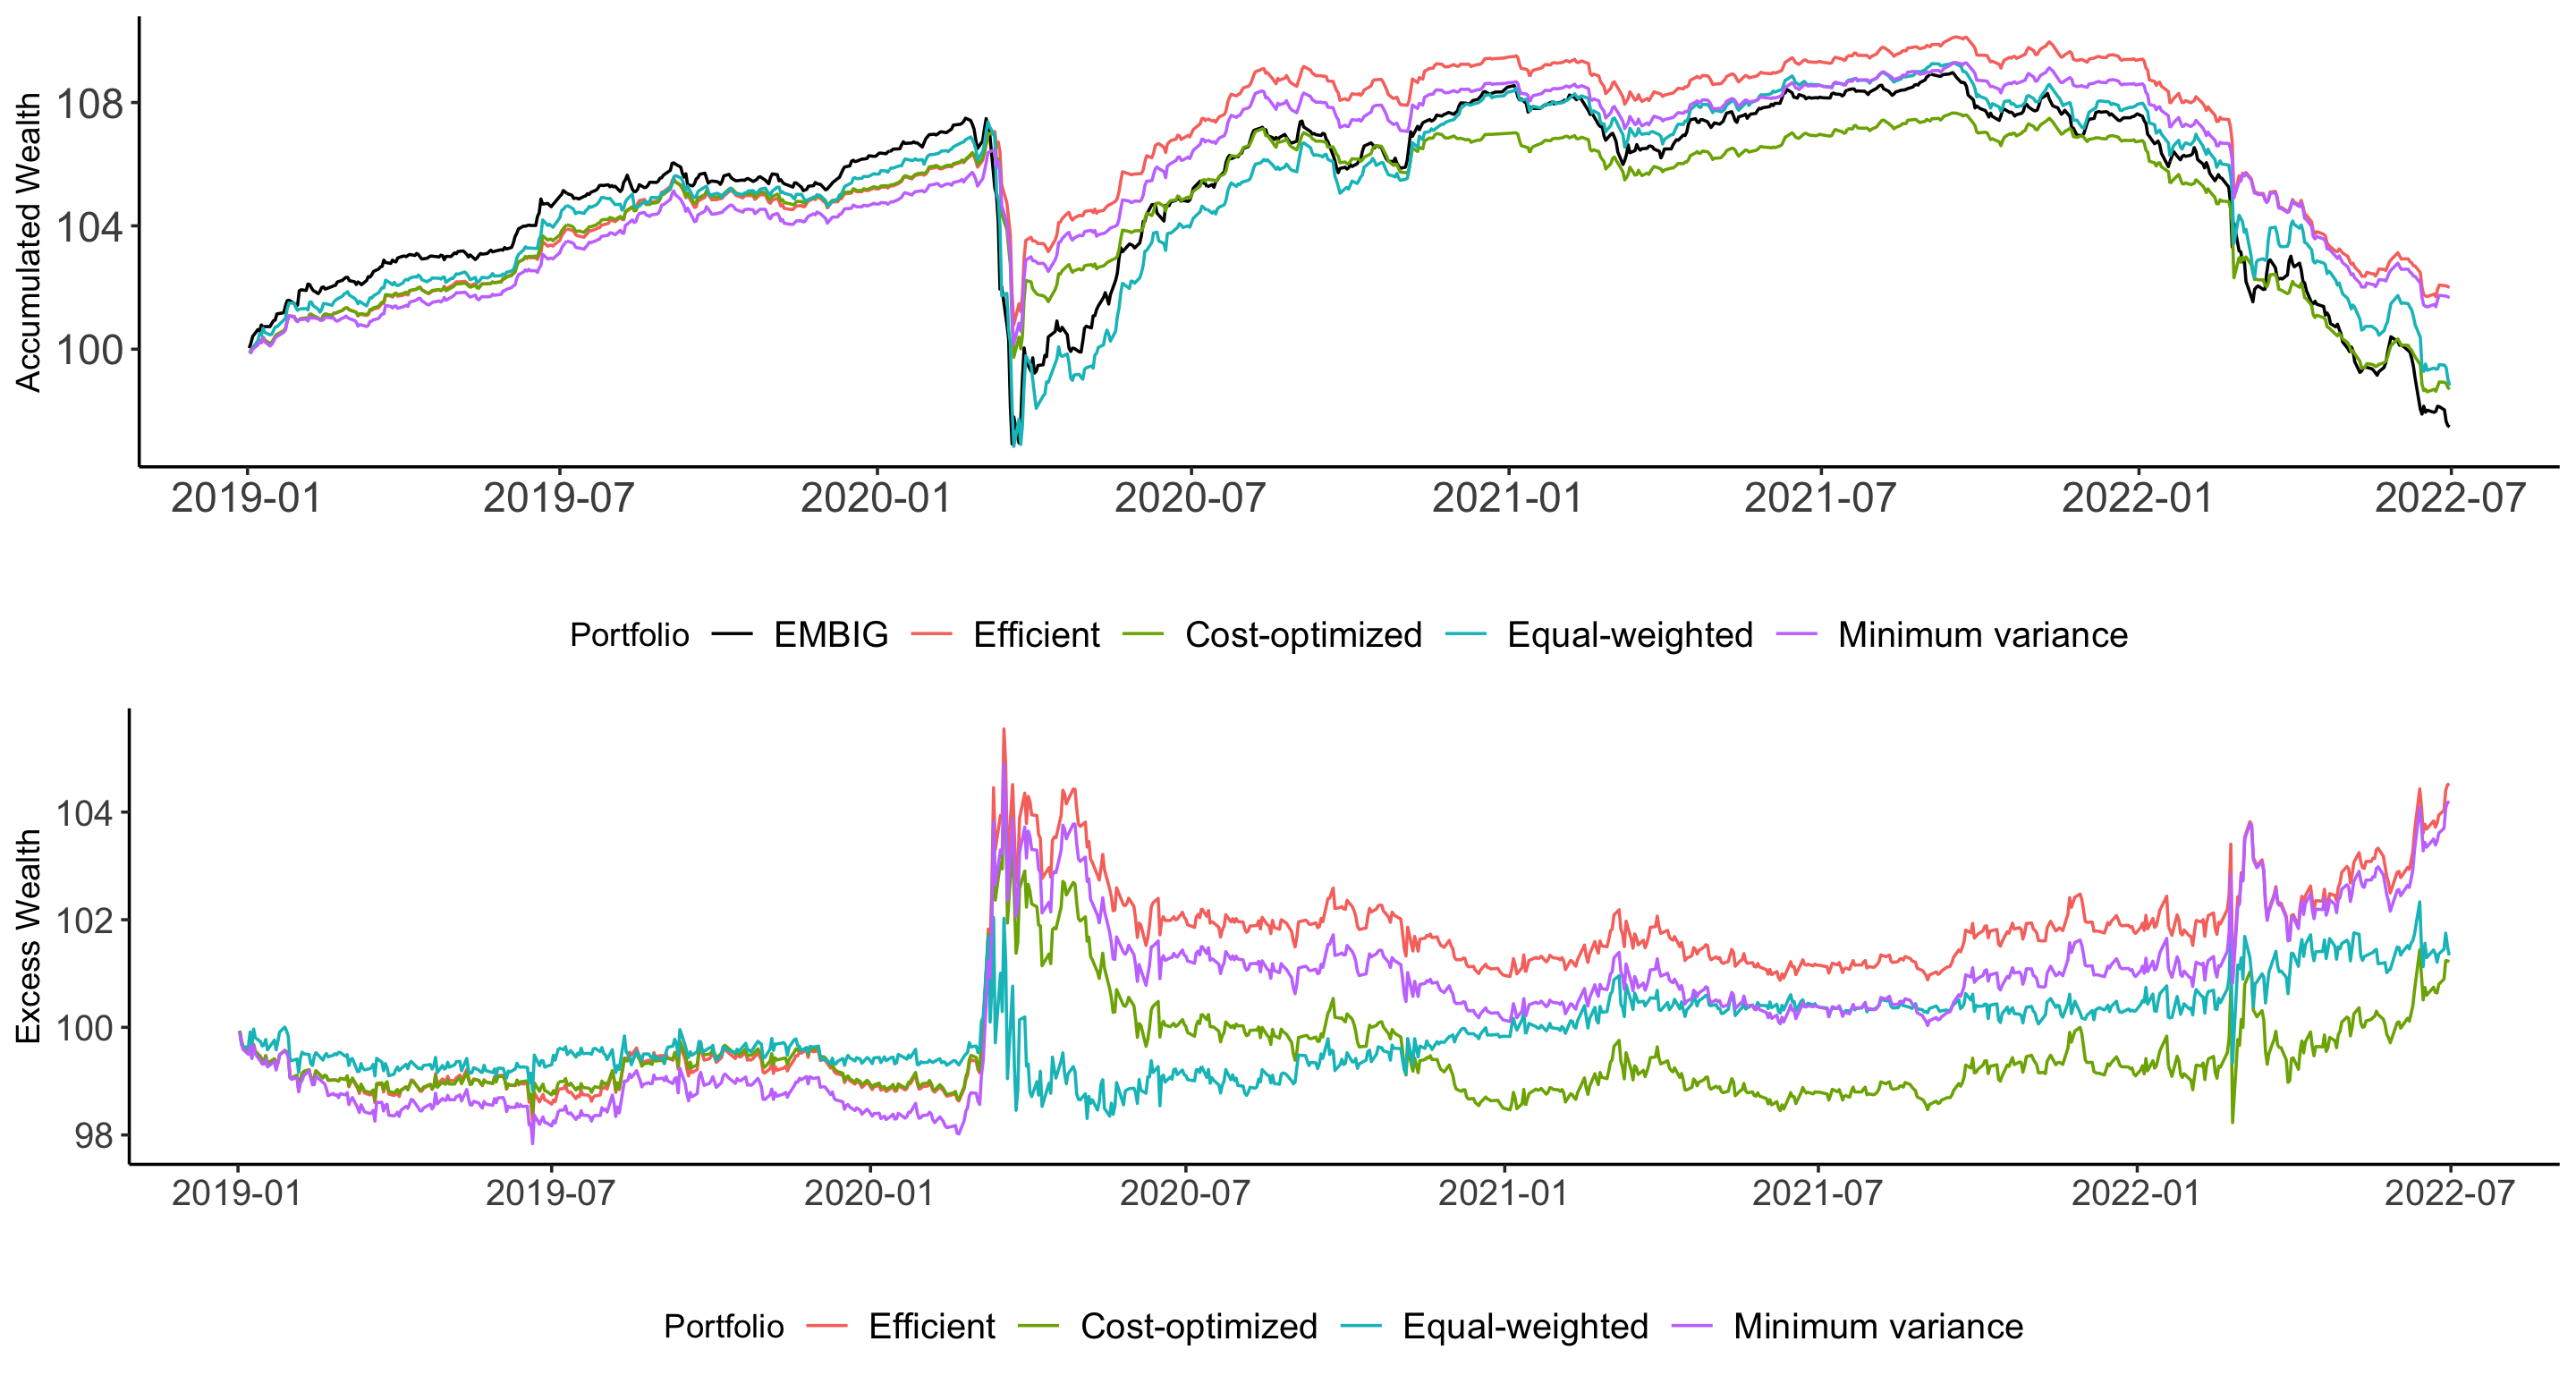 Accumulated Wealth
108
104
100
2019-01 2019-07 2020-01 2020-07 2021-01 2021-07 2022-01 2022-07
Portfolio EMBIG Efficient Cost-optimized Equal-weighted Minimum variance
Excess Wealth
104
102
100
98
2019-01 2019-07 2020-01 2020-07 2021-01 2021-07 2022-01 2022-07
Portfolio Efficient Cost-optimized Equal-weighted Minimum variance